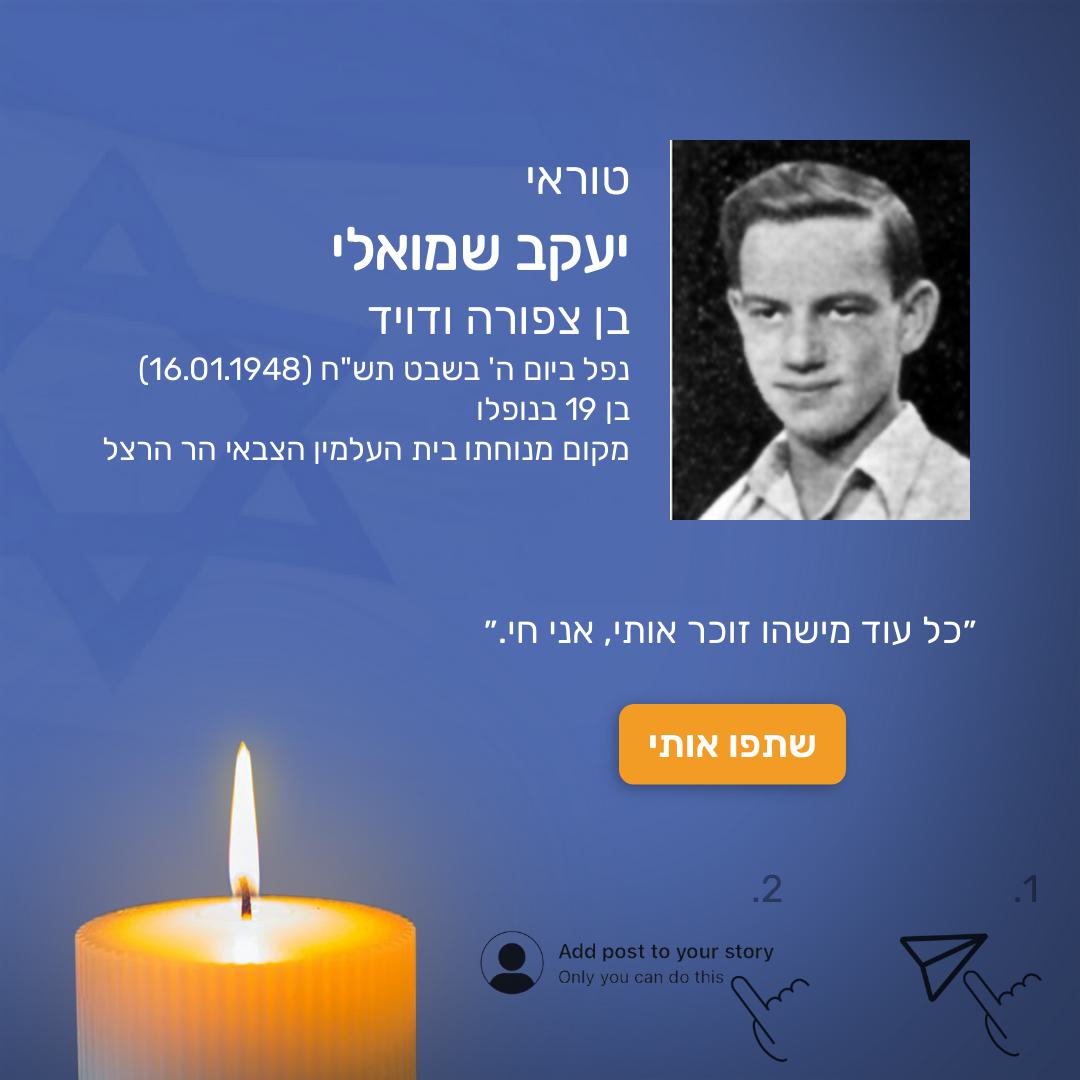 טוראי
יעקב שמואלי
בן צפורה ודויד
נפל ביום ה' בשבט תש"ח (16.01.1948)
בן 19 בנופלו
מקום מנוחתו בית העלמין הצבאי הר הרצל
״כל עוד מישהו זוכר אותי, אני חי.״
שתפו אותי
1.
2.
Add post to your story
Only you can do this